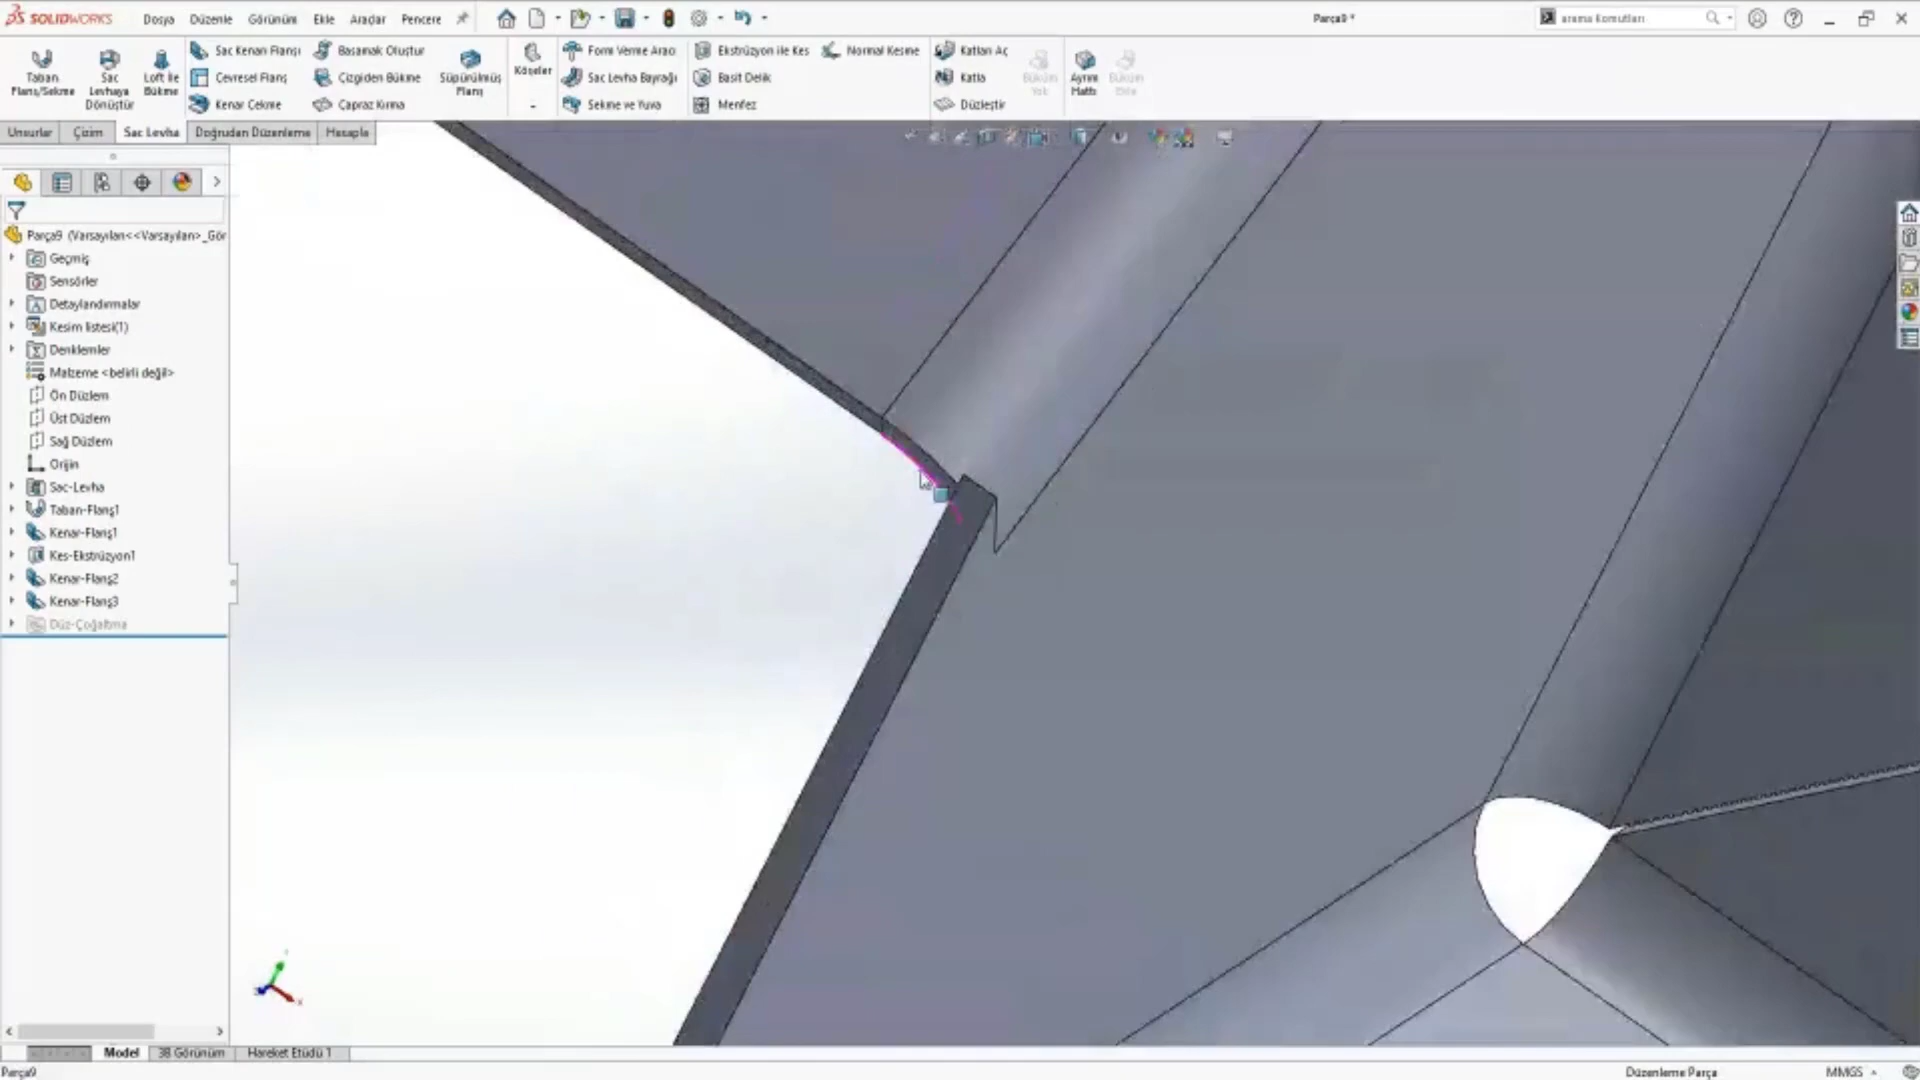 SOLIDWORKS Dosya Düzenle Görünüm Ekle Araçlar Pencere Parça9 * arama komutları
Taban Flanş/Sekme
Sac Levhaya Dönüştür
Loft ile Bükme
Sac Kenan Flanşı
Çevresel Flanş
Kenar Çekme
Basamak Oluştur
Çizgiden Bükme
Çapraz Kırma
Süpürülmüş Flanş
Köşeler
Form Verme Aracı
Sac Levha Bayrağı
Sekme ve Yuva
Ekstrüzyon ile Kes
Basit Delik
Menfez
Normal Kesme
Katları Aç
Katla
Düzleştir
Büküm Yok
Ayrım Hattı
Büküm Ekle
Unsurlar Çizim Sac Levha Doğrudan Düzenleme Hesapla
Parça9 (Varsayılan<<Varsayılan>_Gör
Geçmiş
Sensörler
Detaylandırmalar
Kesim listesi(1)
Denklemler
Malzeme <belirli değil>
Ön Düzlem
Üst Düzlem
Sağ Düzlem
Orijin
Sac-Levha
Taban-Flanş1
Kenar-Flanş1
Kes-Ekstrüzyon1
Kenar-Flanş2
Kenar-Flanş3
Düz-Çoğaltma
Model 3B Görünüm Hareket Etüdü 1
Parça9 Düzenleme Parça MMGS